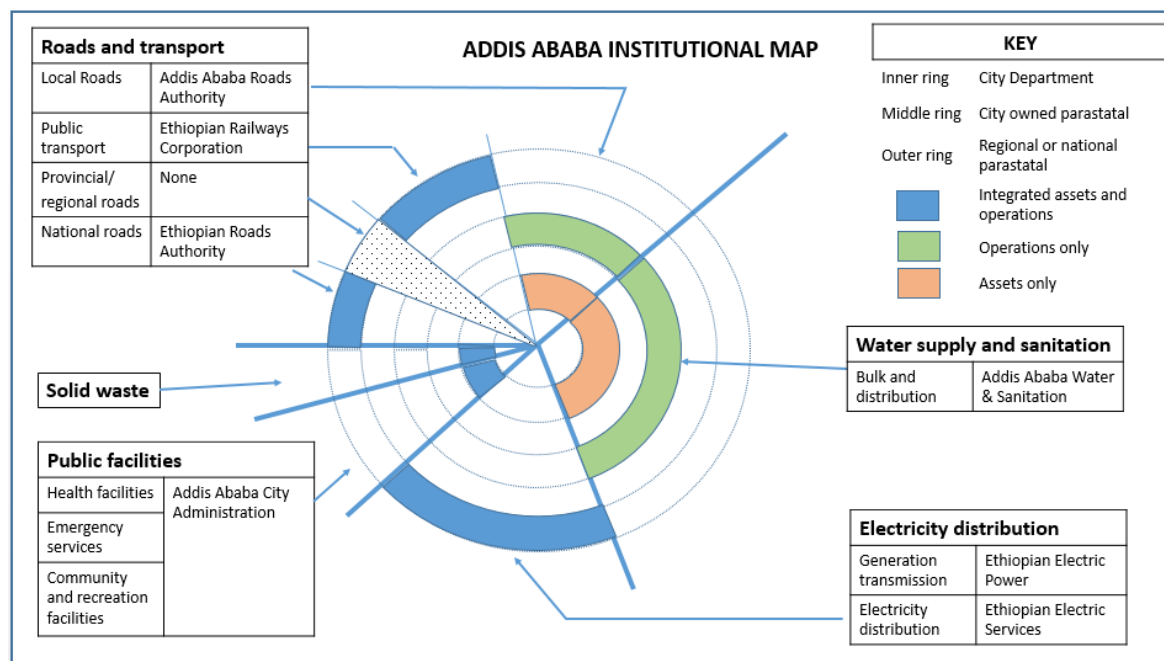 ADDIS ABABA INSTITUTIONAL MAP
Roads and transport
Local Roads
Addis Ababa Roads
Authority
Public
transport
Ethiopian Railways
Corporation
Provincial/
regional roads
None
National roads
Ethiopian Roads
Authority
KEY
Inner ring
City Department
Middle ring
City owned parastatal
Outer ring
Regional or national
parastatal
Integrated assets and
operations
Operations only
Assets only
Water supply and sanitation
Bulk and
distribution
Addis Ababa Water
& Sanitation
Solid waste
Public facilities
Health facilities
Emergency
services
Community
and recreation
facilities
Addis Ababa City
Administration
Electricity distribution
Generation
transmission
Ethiopian Electric
Power
Electricity
distribution
Ethiopian Electric
Services